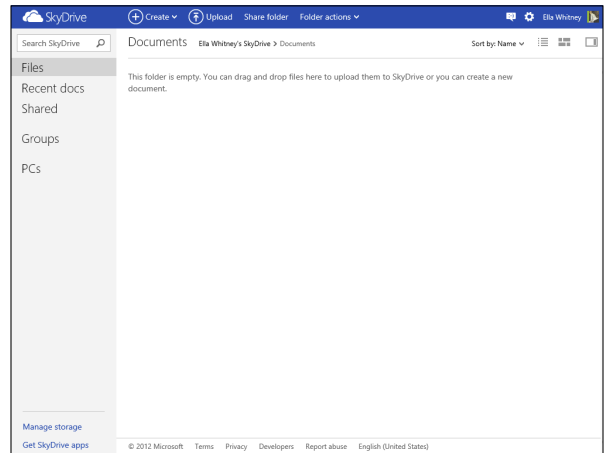 SkyDrive Create Upload Share folder Folder actions Ella Whitney
Search SkyDrive
Documents Ella Whitney's SkyDrive > Documents Sort by: Name
Files
Recent docs
Shared
Groups
PCs
This folder is empty. You can drag and drop files here to upload them to SkyDrive or you can create a new
document.
Manage storage
Get SkyDrive apps
© 2012 Microsoft Terms Privacy Developers Report abuse English (United States)